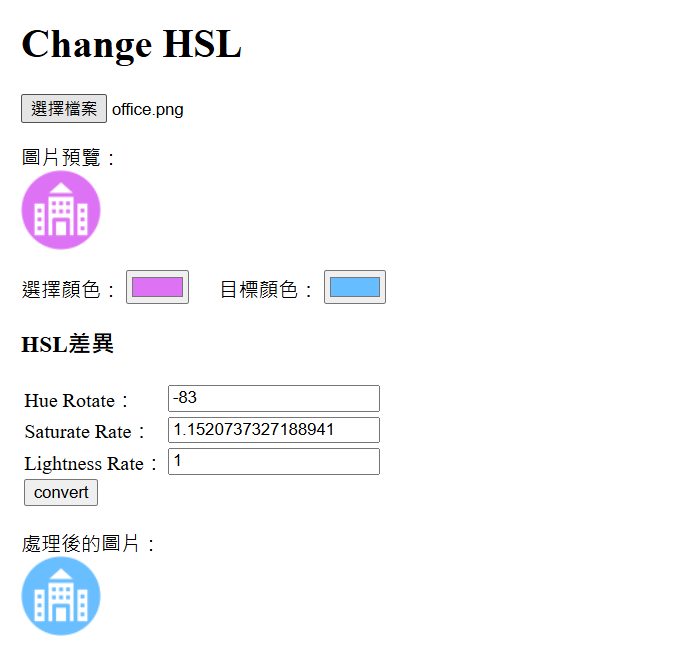 Change HSL
選擇檔案 office.png
圖片預覽：
選擇顏色： 目標顏色：
HSL差異
Hue Rotate： -83
Saturate Rate： 1.1520737327188941
Lightness Rate： 1
convert
處理後的圖片：